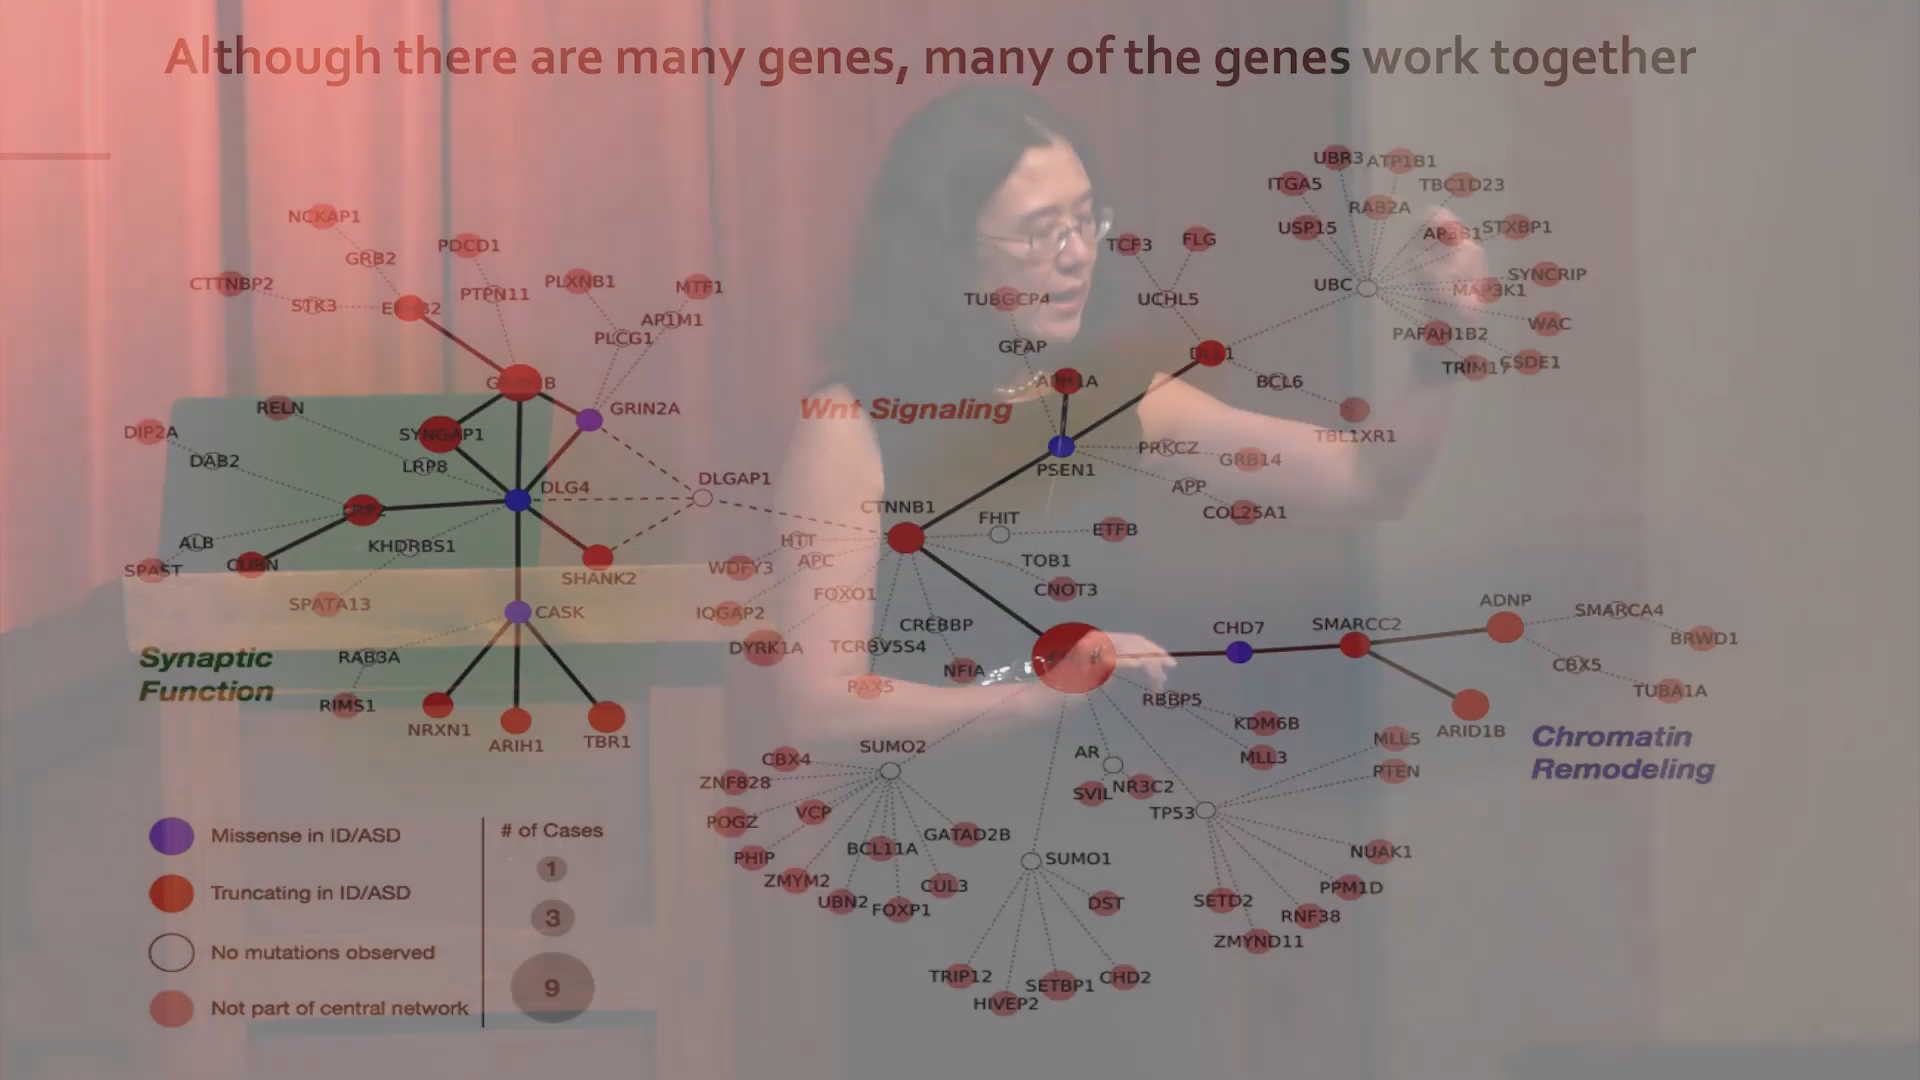 Although there are many genes, many of the genes work together
UBR3
ATP1B1
ITGA5
TBC1D23
RAB2A
USP15
STXBP1
NCKAP1
PDCD1
TCF3
FLG
GRB2
CTTNBP2
PLXNB1
MTF1
PTPN11
STK3
TUBGCP4
UCHL5
UBC
SYNCRIP
MAP3K1
AP1M1
PLCG1
WAC
PAFAH1B2
GFAP
TRIM17
CSDE1
BCL6
RELN
GRIN2A
Wnt Signaling
DIP2A
SYNGAP1
TBL1XR1
DAB2
LRP8
PRKCZ
GRB14
PSEN1
DLG4
DLGAP1
APP
CTNNB1
FHIT
COL25A1
ETFB
ALB
KHDRBS1
HTT
APC
TOB1
SPAST
CUBN
SHANK2
WDFY3
CNOT3
FOXO1
SPATA13
CASK
IQGAP2
CREBBP
ADNP
SMARCA4
CHD7
SMARCC2
BRWD1
DYRK1A
TCRBV5S4
Synaptic
Function
RAB3A
NFIA
CBX5
PAX5
TUBA1A
RIMS1
RBBP5
NRXN1
ARIH1
TBR1
KDM6B
ARID1B
Chromatin
Remodeling
MLL5
SUMO2
AR
CBX4
MLL3
PTEN
ZNF828
SVIL
NR3C2
POGZ
VCP
TP53
Missense in ID/ASD
# of Cases
GATAD2B
BCL11A
PHIP
SUMO1
NUAK1
1
ZMYM2
CUL3
PPM1D
Truncating in ID/ASD
UBN2
FOXP1
DST
SETD2
RNF38
3
ZMYND11
No mutations observed
TRIP12
SETBP1
CHD2
9
HIVEP2
Not part of central network